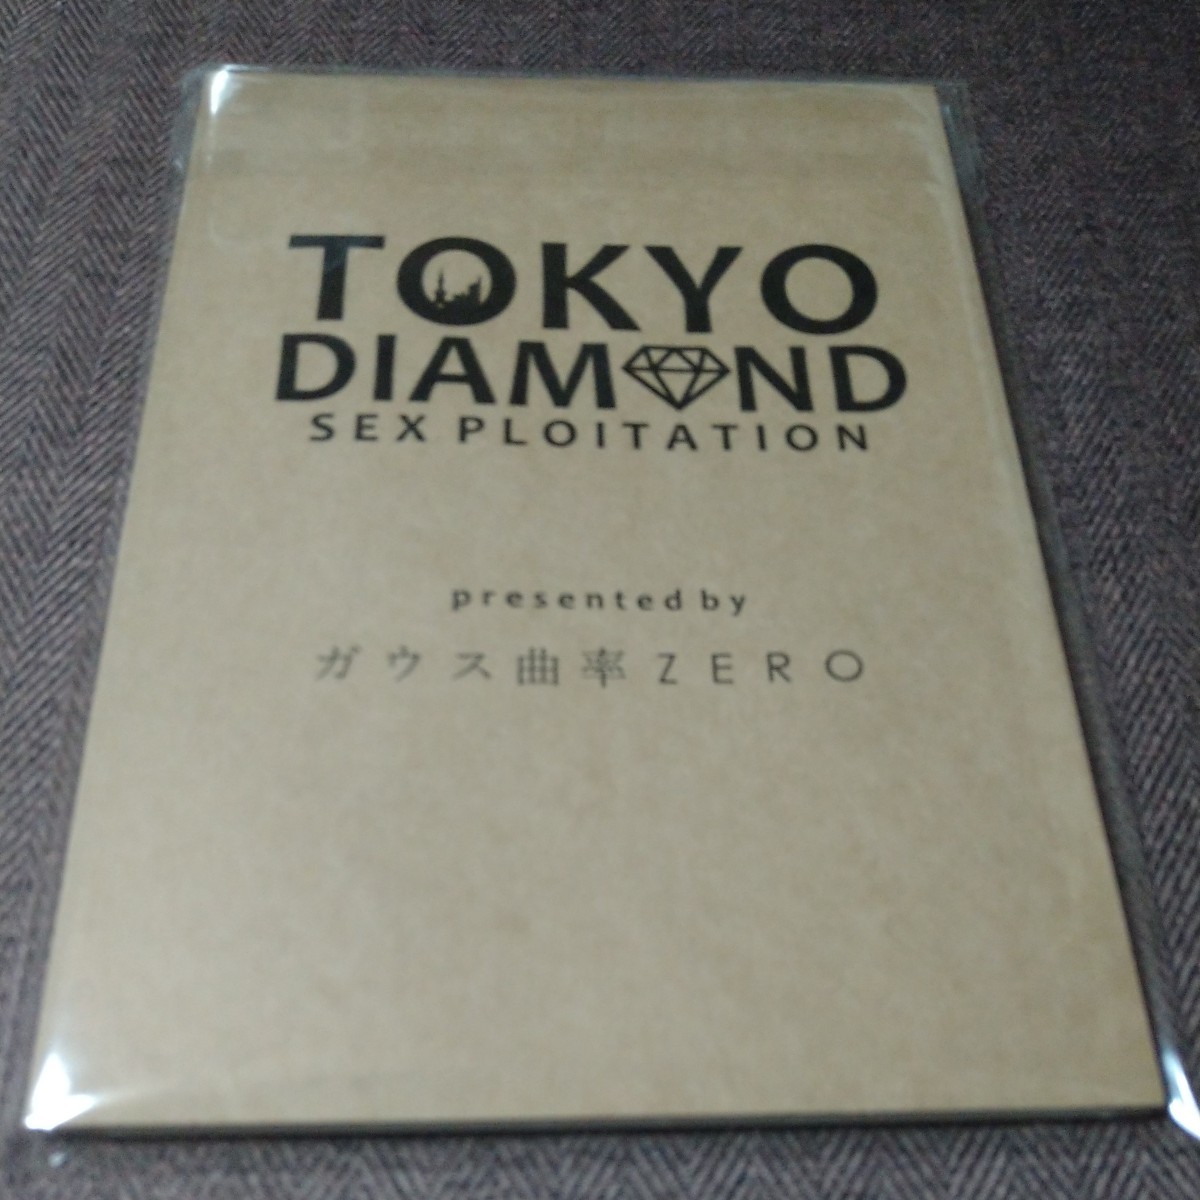 TOKYO
DIAMOND
SEX PLOITATION
presented by
ガウス曲率ZERO